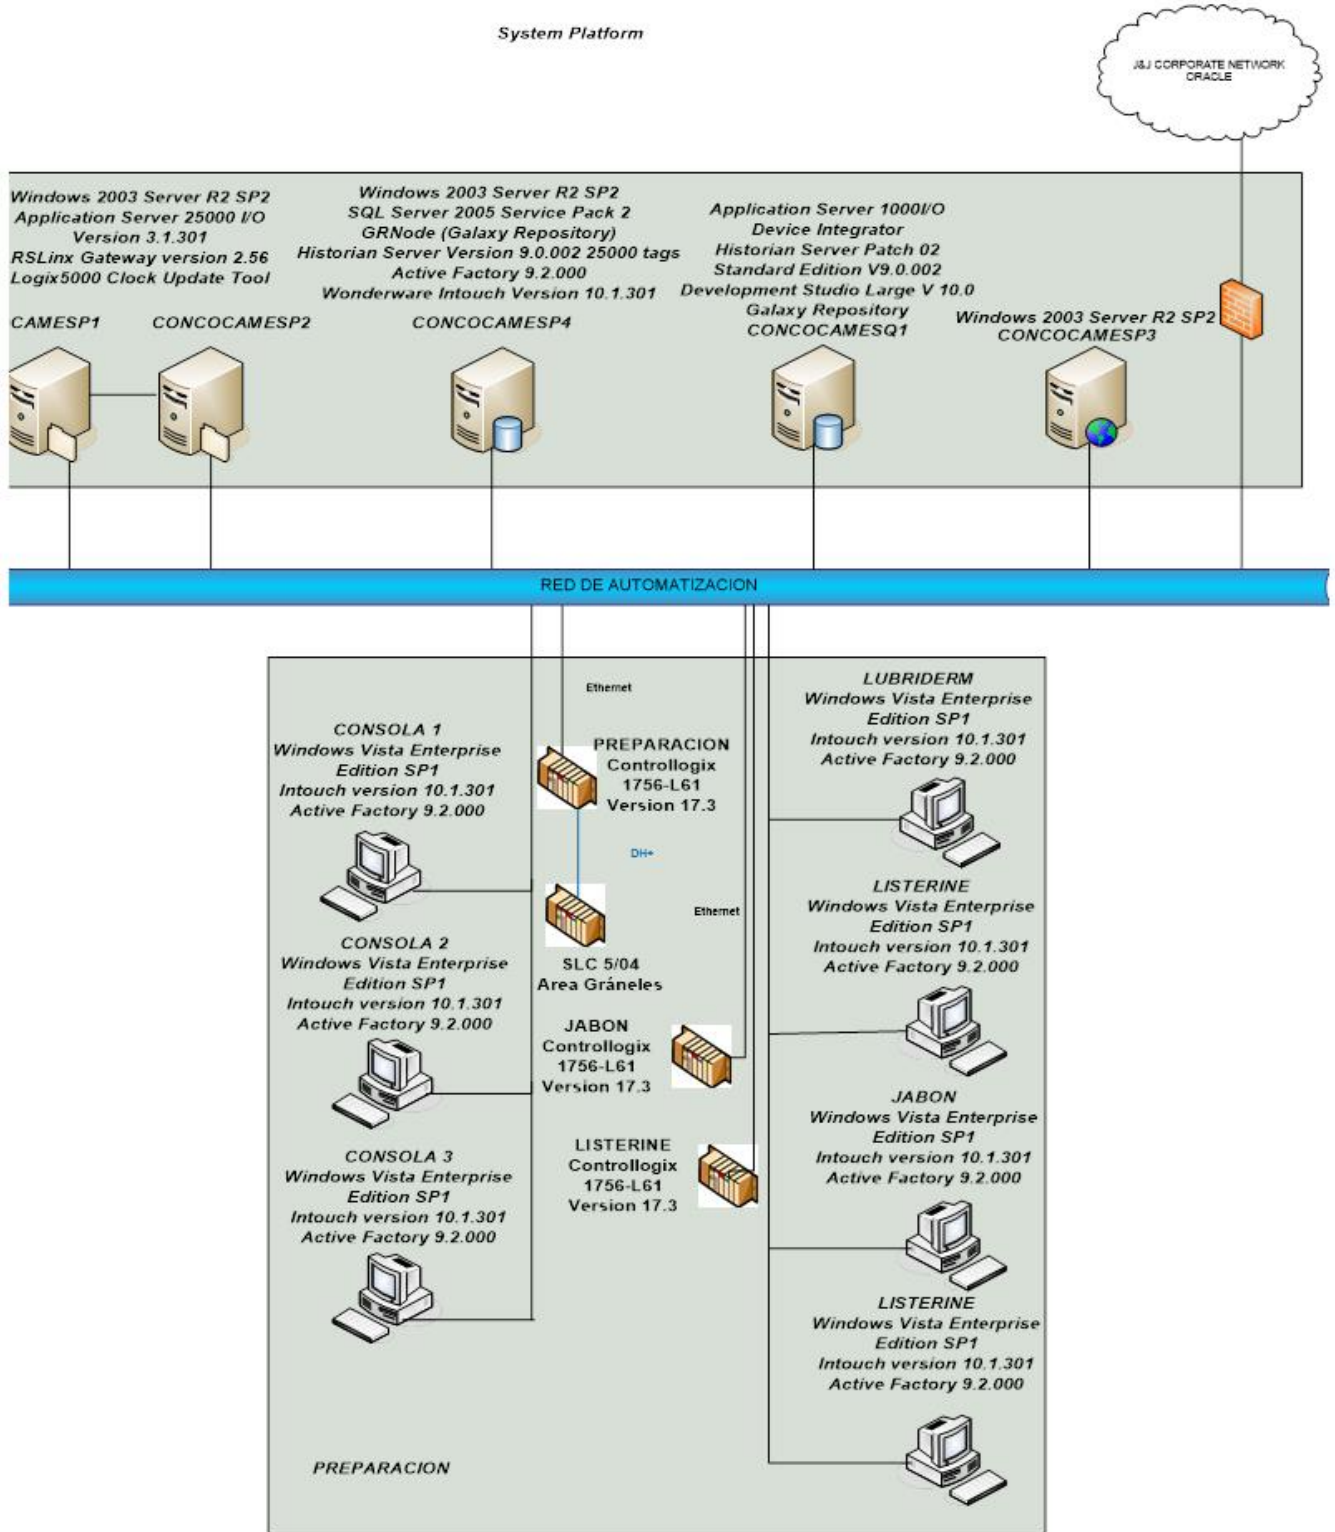 System Platform
J&J CORPORATE NETWORK
ORACLE
Windows 2003 Server R2 SP2
Application Server 25000 I/O
Version 3.1.301
RSLinx Gateway version 2.56
Logix5000 Clock Update Tool
CAMESP1
CONCOCAMESP2
Windows 2003 Server R2 SP2
SQL Server 2005 Service Pack 2
GRNode (Galaxy Repository)
Historian Server Version 9.0.002 25000 tags
Active Factory 9.2.000
Wonderware Intouch Version 10.1.301
CONCOCAMESP4
Application Server 1000I/O
Device Integrator
Historian Server Patch 02
Standard Edition V9.0.002
Development Studio Large V 10.0
Galaxy Repository
CONCOCAMESQ1
Windows 2003 Server R2 SP2
CONCOCAMESP3
RED DE AUTOMATIZACION
CONSOLA 1
Windows Vista Enterprise
Edition SP1
Intouch version 10.1.301
Active Factory 9.2.000
CONSOLA 2
Windows Vista Enterprise
Edition SP1
Intouch version 10.1.301
Active Factory 9.2.000
CONSOLA 3
Windows Vista Enterprise
Edition SP1
Intouch version 10.1.301
Active Factory 9.2.000
Ethernet
PREPARACION
Controllogix
1756-L61
Version 17.3
DH+
Ethernet
SLC 5/04
Area Gráneles
JABON
Controllogix
1756-L61
Version 17.3
LISTERINE
Controllogix
1756-L61
Version 17.3
LUBRIDERM
Windows Vista Enterprise
Edition SP1
Intouch version 10.1.301
Active Factory 9.2.000
LISTERINE
Windows Vista Enterprise
Edition SP1
Intouch version 10.1.301
Active Factory 9.2.000
JABON
Windows Vista Enterprise
Edition SP1
Intouch version 10.1.301
Active Factory 9.2.000
LISTERINE
Windows Vista Enterprise
Edition SP1
Intouch version 10.1.301
Active Factory 9.2.000
PREPARACION